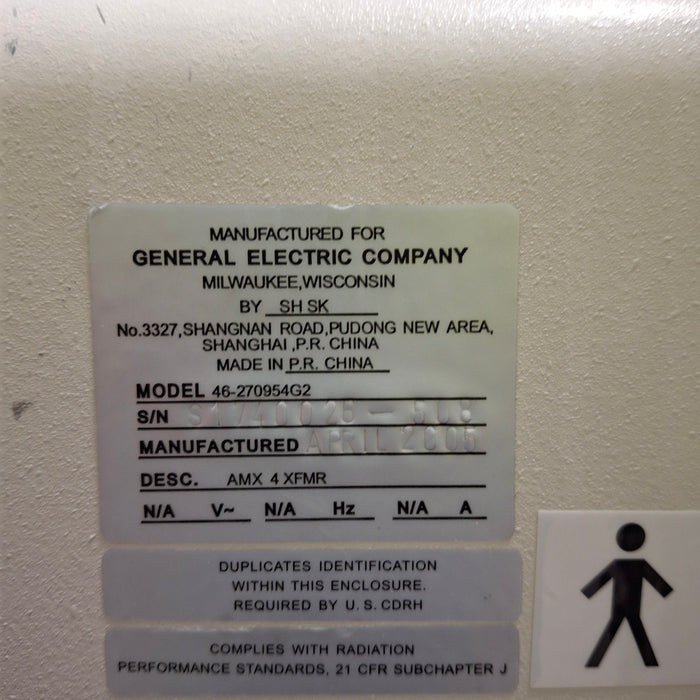 MANUFACTURED FOR
GENERAL ELECTRIC COMPANY
MILWAUKEE,WISCONSIN
BY SH SK
No.3327,SHANGNAN ROAD,PUDONG NEW AREA,
SHANGHAI ,P.R. CHINA
MADE IN P.R. CHINA
MODEL 46-270954G2
S/N
MANUFACTURED APRIL 2005
DESC. AMX 4 XFMR
N/A V~ N/A Hz N/A A
DUPLICATES IDENTIFICATION
WITHIN THIS ENCLOSURE.
REQUIRED BY U.S. CDRH
COMPLIES WITH RADIATION
PERFORMANCE STANDARDS, 21 CFR SUBCHAPTER J